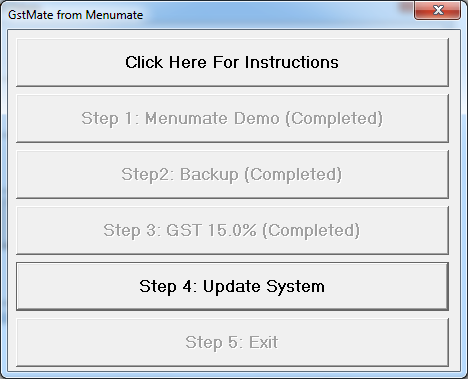 GstMate from Menumate
Click Here For Instructions
Step 1: Menumate Demo (Completed)
Step2: Backup (Completed)
Step 3: GST 15.0% (Completed)
Step 4: Update System
Step 5: Exit